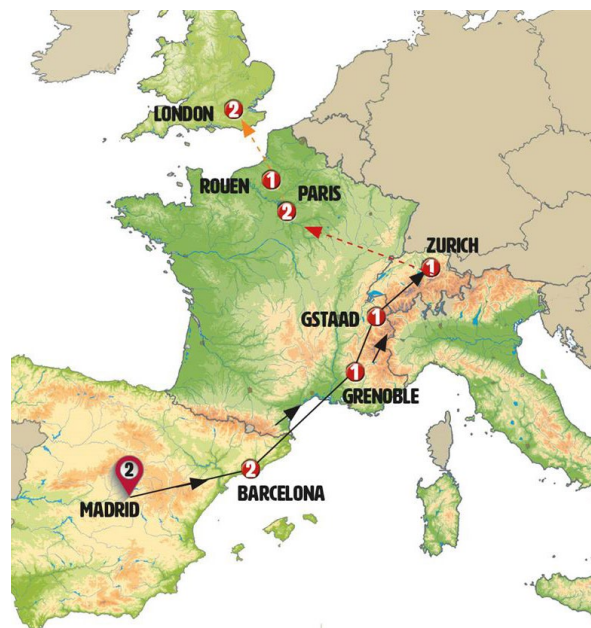 LONDON 2
ROUEN 1
PARIS
2
ZURICH
1
GSTAAD 1
1
GRENOBLE
2
MADRID
2
BARCELONA